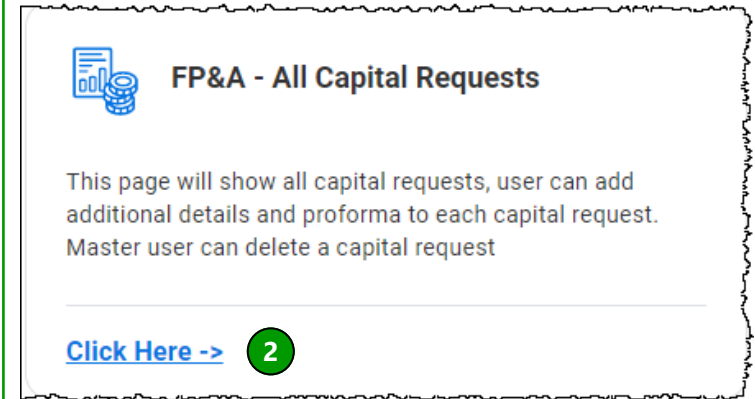 FP&A - All Capital Requests
This page will show all capital requests, user can add
additional details and proforma to each capital request.
Master user can delete a capital request
Click Here -> 2